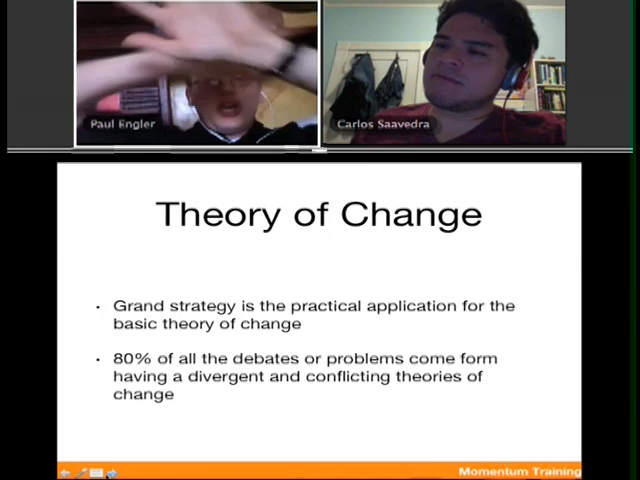 Paul Engler
Carlos Saavedra
Theory of Change
· Grand strategy is the practical application for the
basic theory of change
· 80% of all the debates or problems come form
having a divergent and conflicting theories of
change
Momentum Training